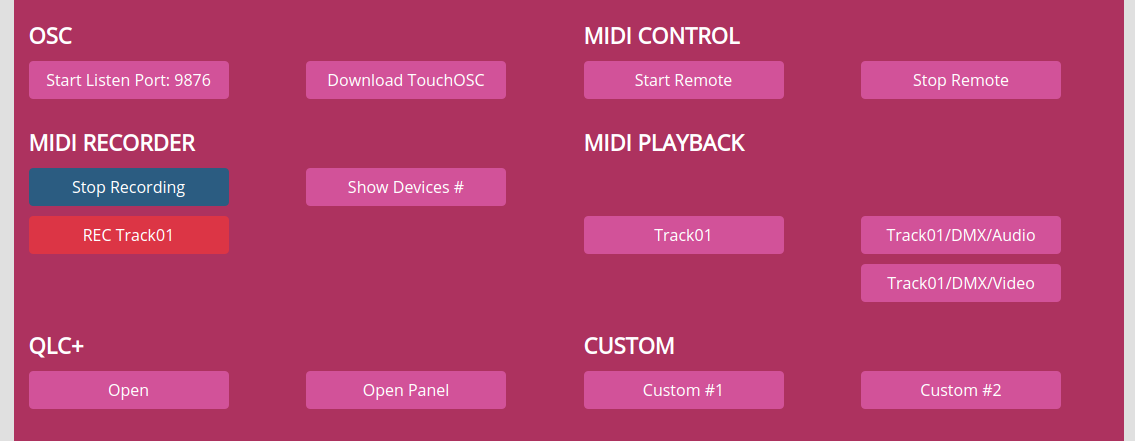 OSC
Start Listen Port: 9876
Download TouchOSC
MIDI CONTROL
Start Remote
Stop Remote
MIDI RECORDER
Stop Recording
Show Devices #
REC Track01
MIDI PLAYBACK
Track01
Track01/DMX/Audio
Track01/DMX/Video
QLC+
Open
Open Panel
CUSTOM
Custom #1
Custom #2